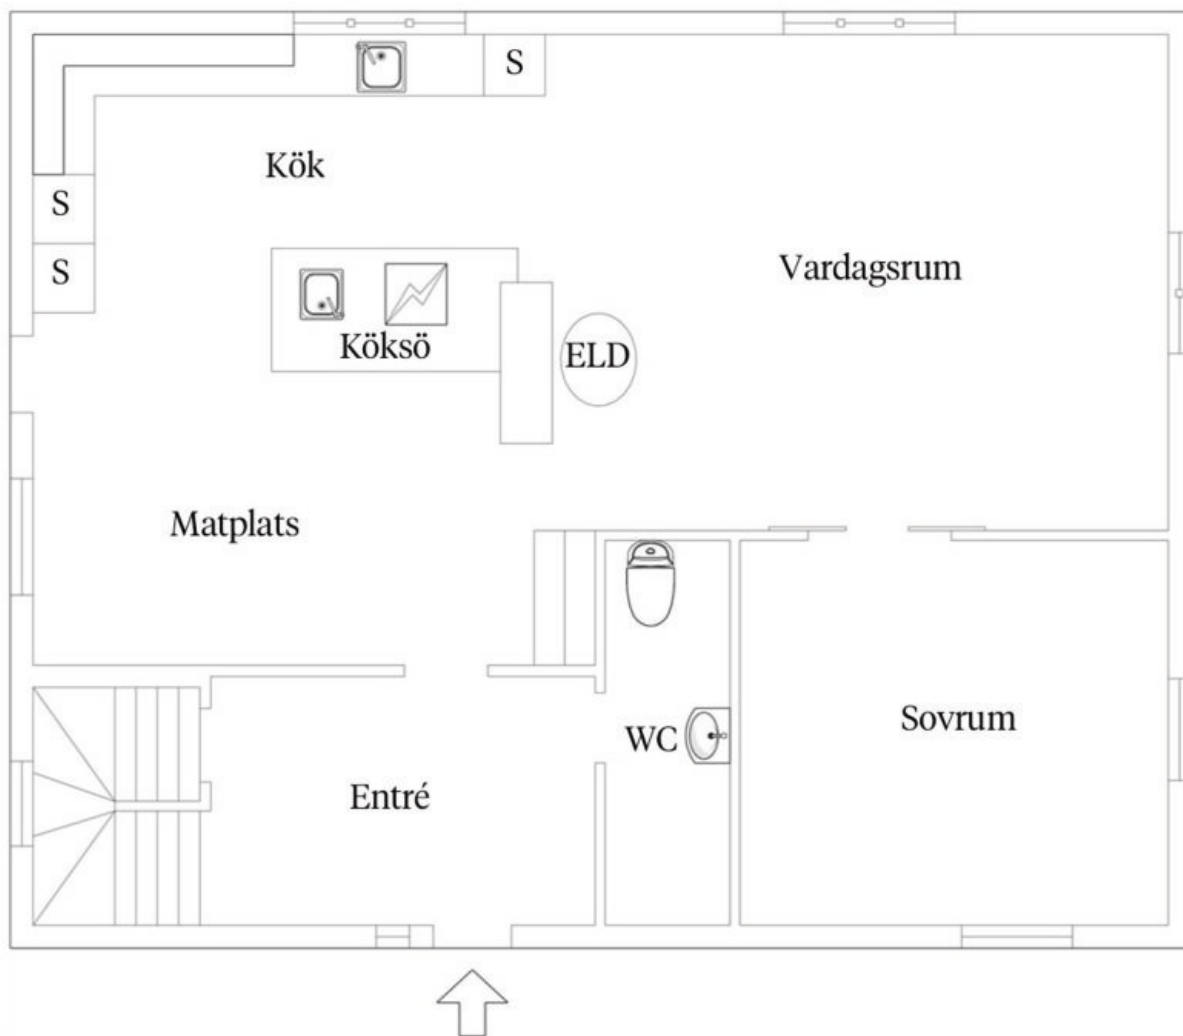 S
Kök
S
S
Vardagsrum
Köksö
ELD
Matplats
Sovrum
WC
Entré